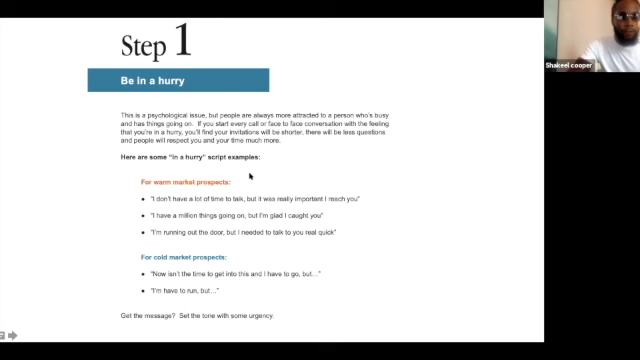 Step 1
Be in a hurry
This is a psychological issue, but people are always more attracted to a person who's busy
and has things going on. If you start every call or face to face conversation with the feeling
that you're in a hurry, you'll find your invitations will be shorter, there will be less questions
and people will respect you and your time much more.
Here are some "in a hurry" script examples:
For warm market prospects:
● "I don't have a lot of time to talk, but it was really important I reach you"
● "I have a million things going on, but I'm glad I caught you"
● "I'm running out the door, but I needed to talk to you real quick"
For cold market prospects:
● "Now isn't the time to get into this and I have to go, but…"
● "I'm have to run, but…"
Get the message? Set the tone with some urgency.
Shakeel cooper